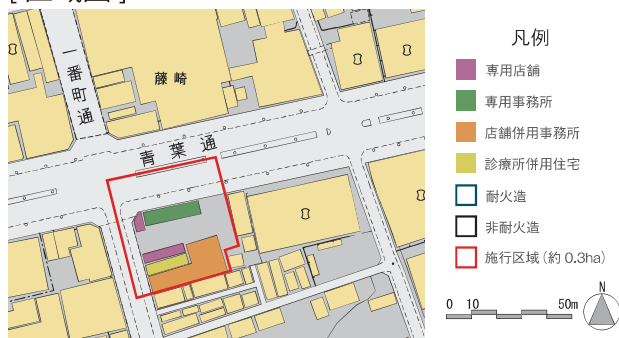 一番町通
藤崎
青葉通
凡例
専用店舗
専用事務所
店舗併用事務所
診療所併用住宅
耐火造
非耐火造
施行区域(約0.3ha)
0 10 50m
N